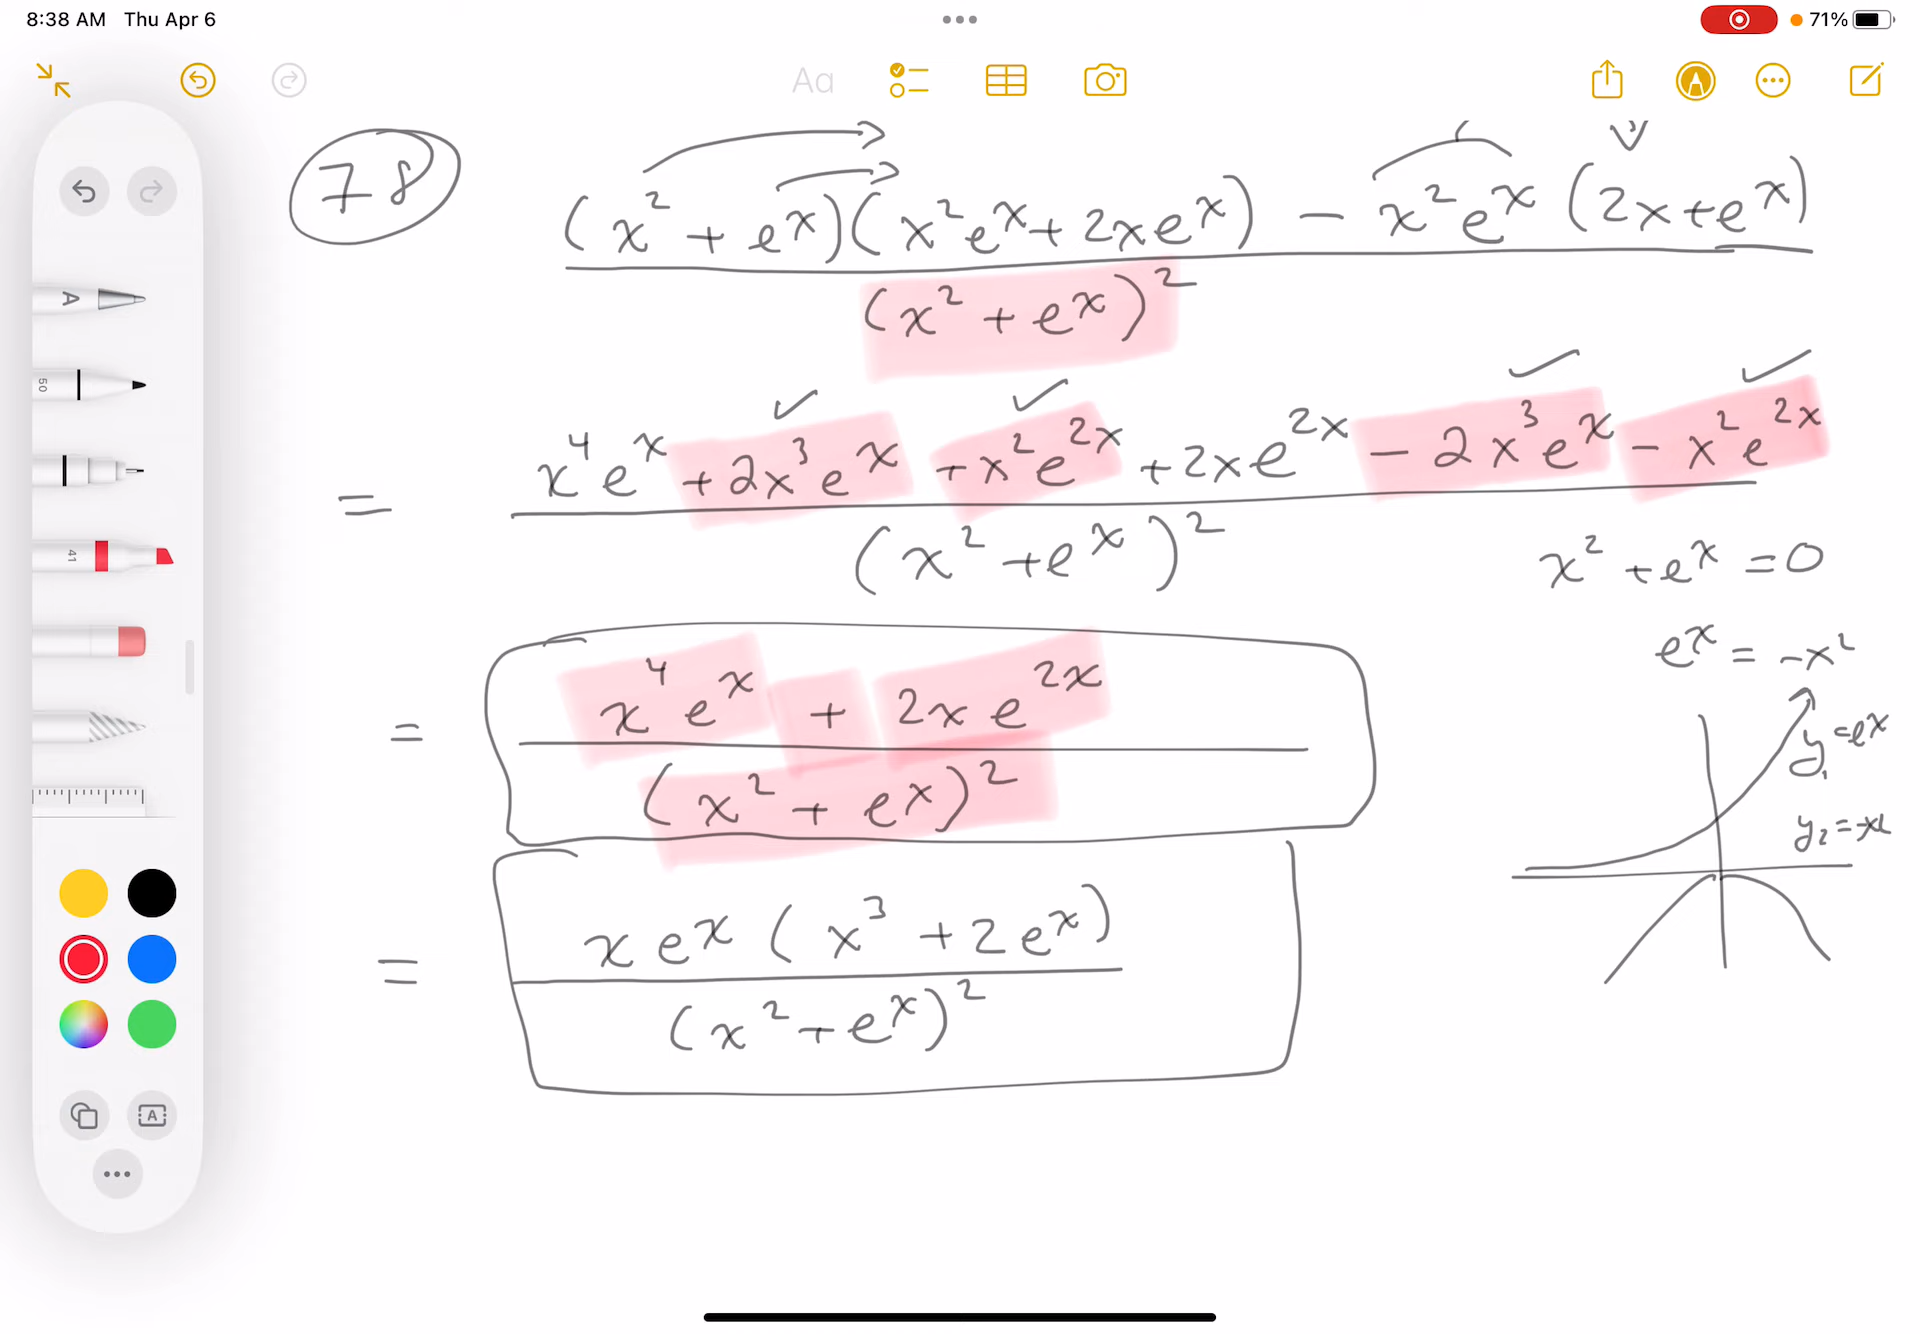 8:38 AM Thu Apr 6 71%
Aa
78
(x² + eˣ)(x²eˣ + 2xeˣ) − x²eˣ (2x + eˣ)
(x² + eˣ)²
= x⁴eˣ + 2x³eˣ + x²e²ˣ + 2xe²ˣ − 2x³eˣ − x²e²ˣ
(x² + eˣ)²
x² + eˣ = 0
eˣ = −x²
= x⁴eˣ + 2xe²ˣ
(x² + eˣ)²
y₁ = eˣ
= xeˣ (x³ + 2eˣ)
(x² + eˣ)²
A
50
41
A